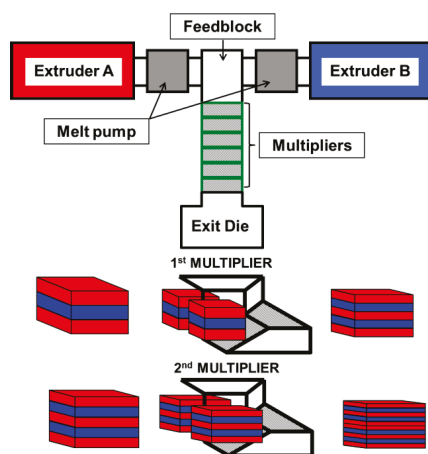 Feedblock
Extruder A
Extruder B
Melt pump
Multipliers
Exit Die
1st MULTIPLIER
2nd MULTIPLIER